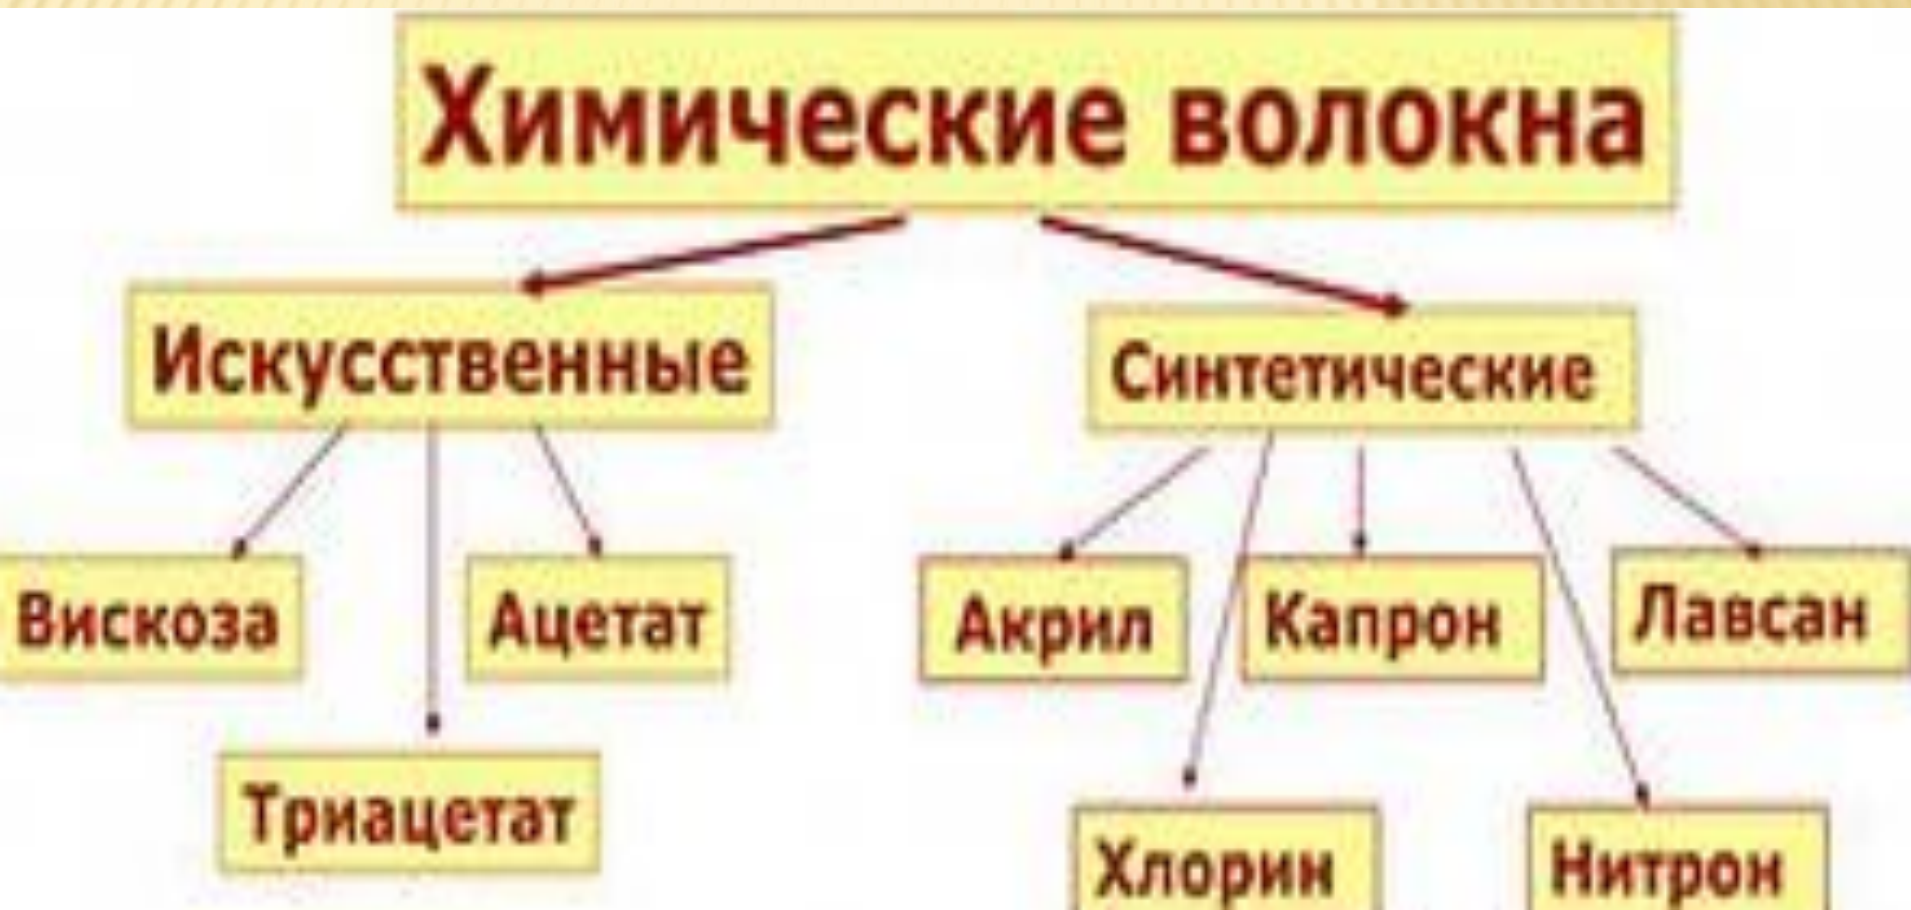 Химические волокна
Искусственные
Синтетические
Вискоза
Ацетат
Акрил
Капрон
Лавсан
Триацетат
Хлорин
Нитрон